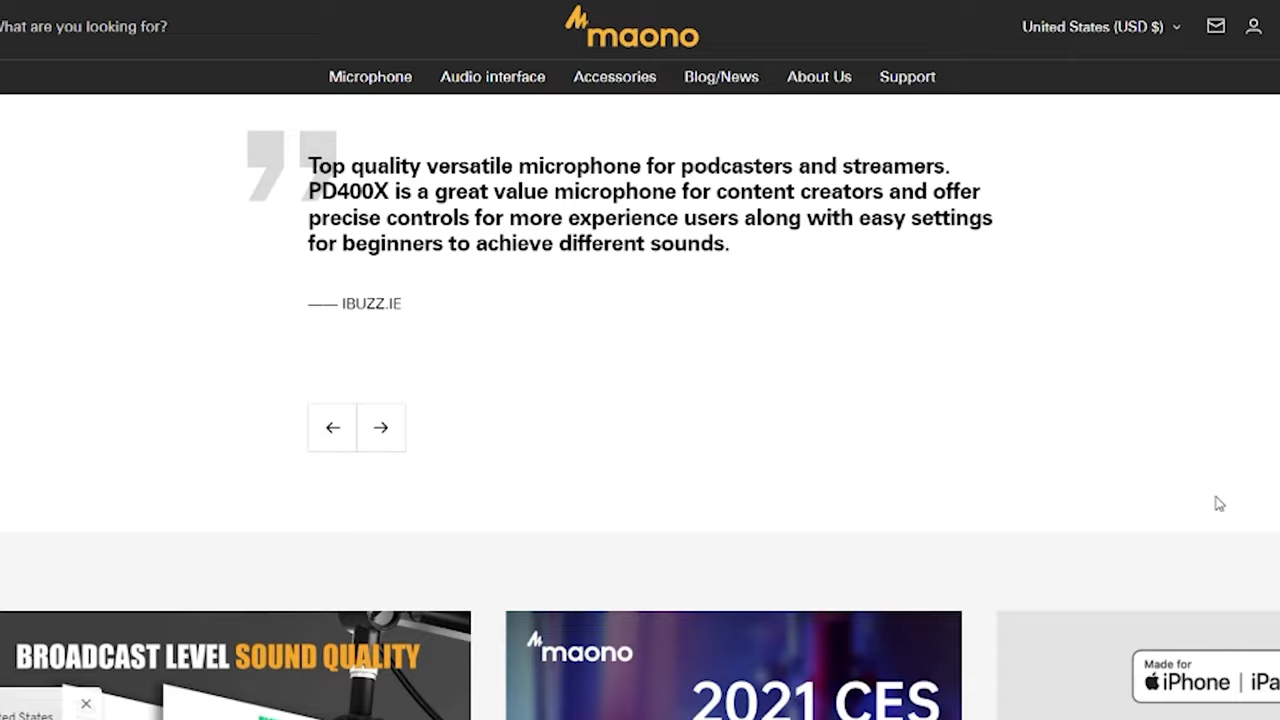 What are you looking for?
maono
United States (USD $)
Microphone Audio interface Accessories Blog/News About Us Support
Top quality versatile microphone for podcasters and streamers.
PD400X is a great value microphone for content creators and offer
precise controls for more experience users along with easy settings
for beginners to achieve different sounds.
—— IBUZZ.IE
BROADCAST LEVEL SOUND QUALITY
maono
2021 CES
Made for
iPhone | iPa
ted States